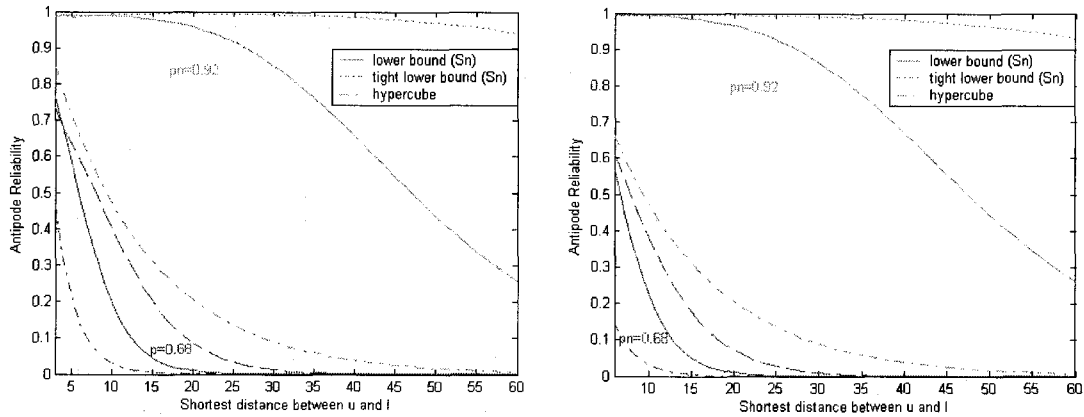 1
0.9
0.8
0.7
0.6
0.5
0.4
0.3
0.2
0.1
0
Antipode Reliability
lower bound (Sn)
tight lower bound (Sn)
hypercube
pn=0.92
p=0.68
5 10 15 20 25 30 35 40 45 50 55 60
Shortest distance between u and l
1
0.9
0.8
0.7
0.6
0.5
0.4
0.3
0.2
0.1
0
Antipode Reliability
lower bound (Sn)
tight lower bound (Sn)
hypercube
pn=0.92
pn=0.68
10 15 20 25 30 35 40 45 50 55 60
Shortest distance between u and l